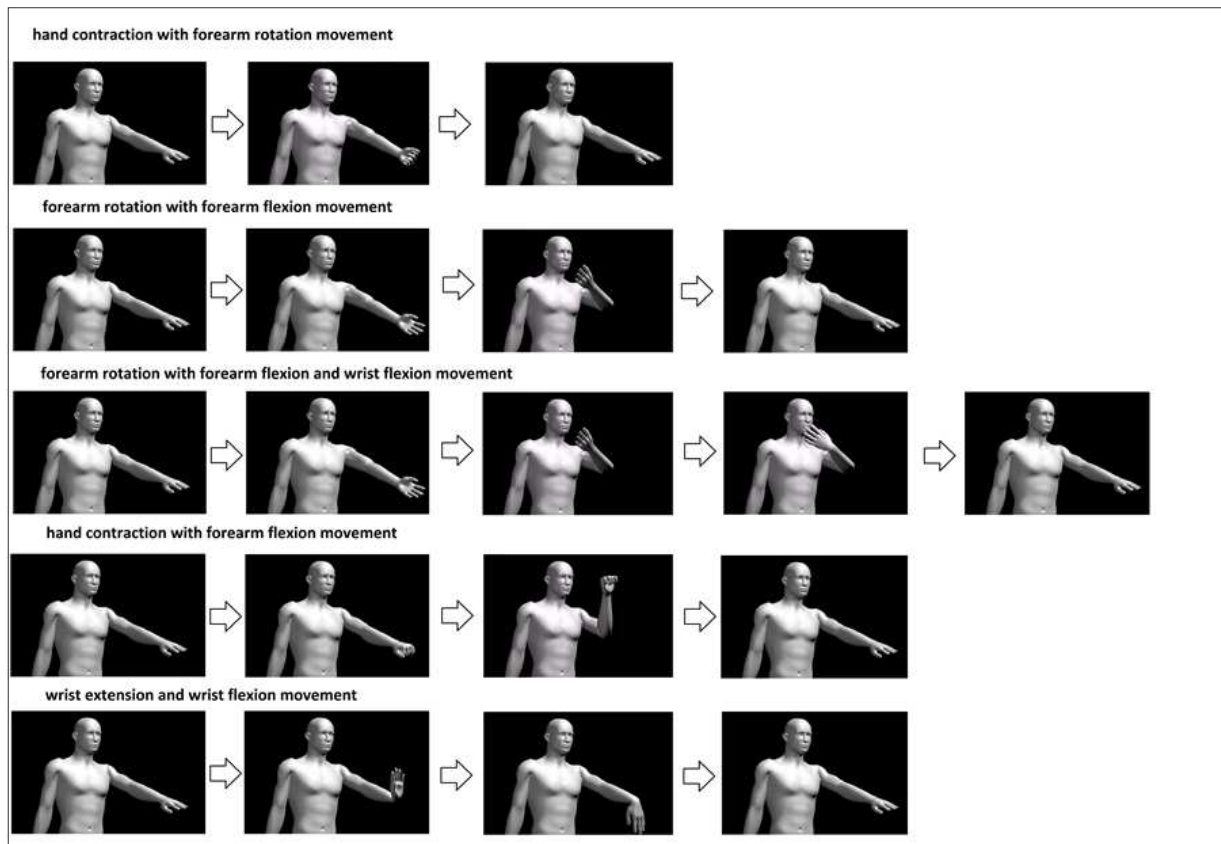 hand contraction with forearm rotation movement
forearm rotation with forearm flexion movement
forearm rotation with forearm flexion and wrist flexion movement
hand contraction with forearm flexion movement
wrist extension and wrist flexion movement